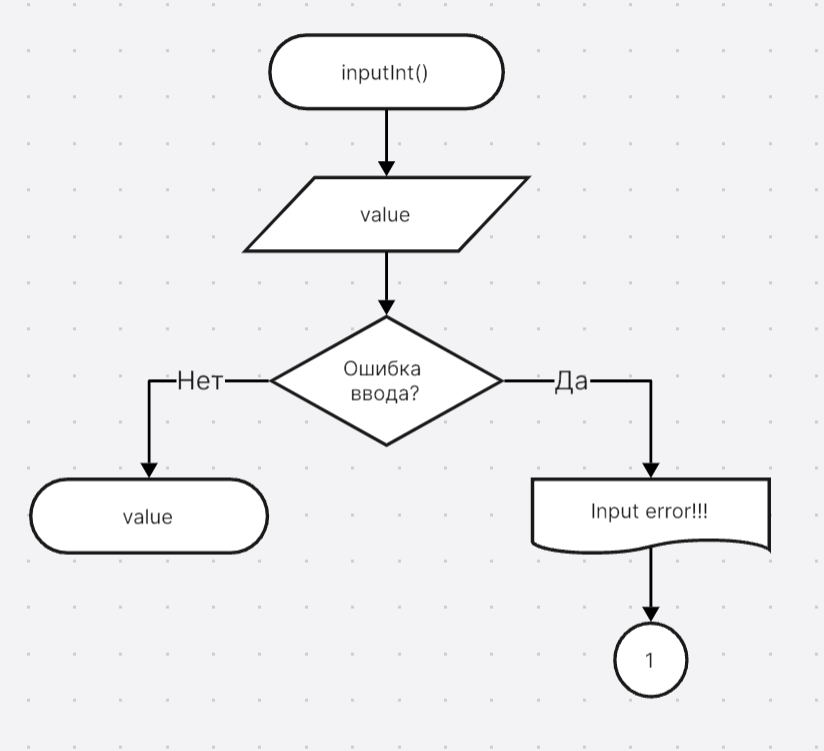 inputInt()
value
Ошибка
ввода?
Нет
Да
value
Input error!!!
1